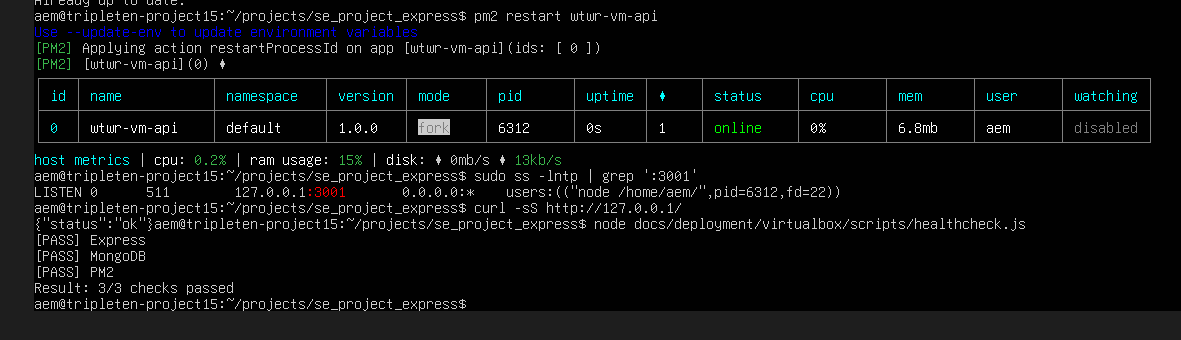 Already up to date.
aem@tripleten-project15:~/projects/se_project_express$ pm2 restart wtwr-vm-api
Use --update-env to update environment variables
[PM2] Applying action restartProcessId on app [wtwr-vm-api](ids: [ 0 ])
[PM2] [wtwr-vm-api](0) ♦
id name namespace version mode pid uptime ♦ status cpu mem user watching
0 wtwr-vm-api default 1.0.0 fork 6312 0s 1 online 0% 6.8mb aem disabled
host metrics | cpu: 0.2% | ram usage: 15% | disk: ♦ 0mb/s ♦ 13kb/s
aem@tripleten-project15:~/projects/se_project_express$ sudo ss -lntp | grep ':3001'
LISTEN 0 511 127.0.0.1:3001 0.0.0.0:* users:(("node /home/aem/",pid=6312,fd=22))
aem@tripleten-project15:~/projects/se_project_express$ curl -sS http://127.0.0.1/
{"status":"ok"}aem@tripleten-project15:~/projects/se_project_express$ node docs/deployment/virtualbox/scripts/healthcheck.js
[PASS] Express
[PASS] MongoDB
[PASS] PM2
Result: 3/3 checks passed
aem@tripleten-project15:~/projects/se_project_express$